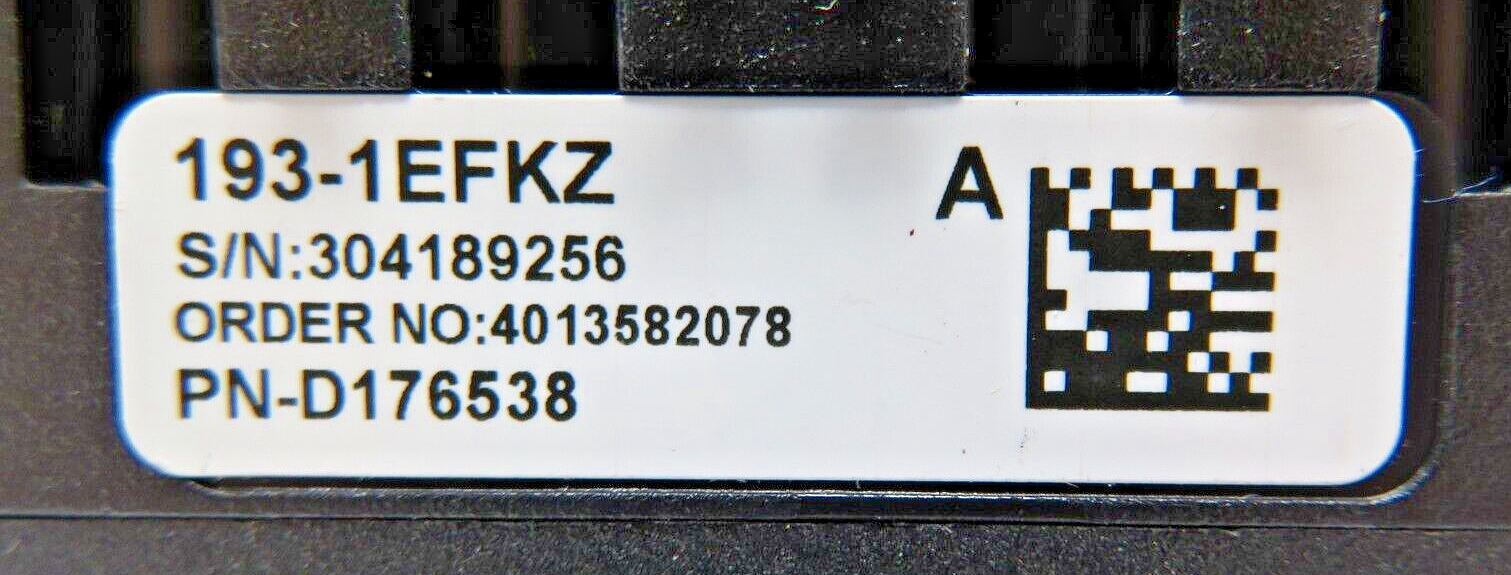 193-1EFKZ
A
S/N:304189256
ORDER NO:4013582078
PN-D176538